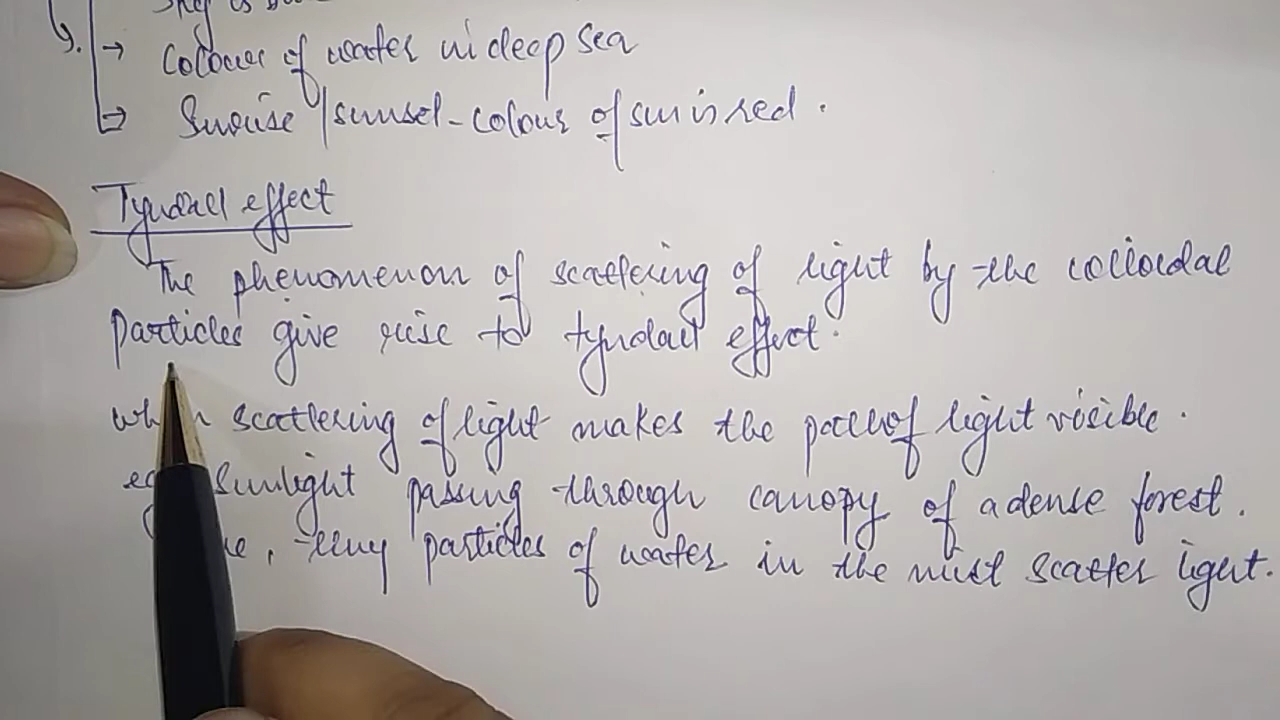 → Colour of water in deep sea
→ Sunrise / sunset - colour of sun is red.
Tyndall effect
The phenomenon of scattering of light by the colloidal
particles give rise to tyndall effect.
when scattering of light makes the path of light visible.
eg Sunlight passing through canopy of a dense forest.
, tiny particles of water in the mist scatter light.